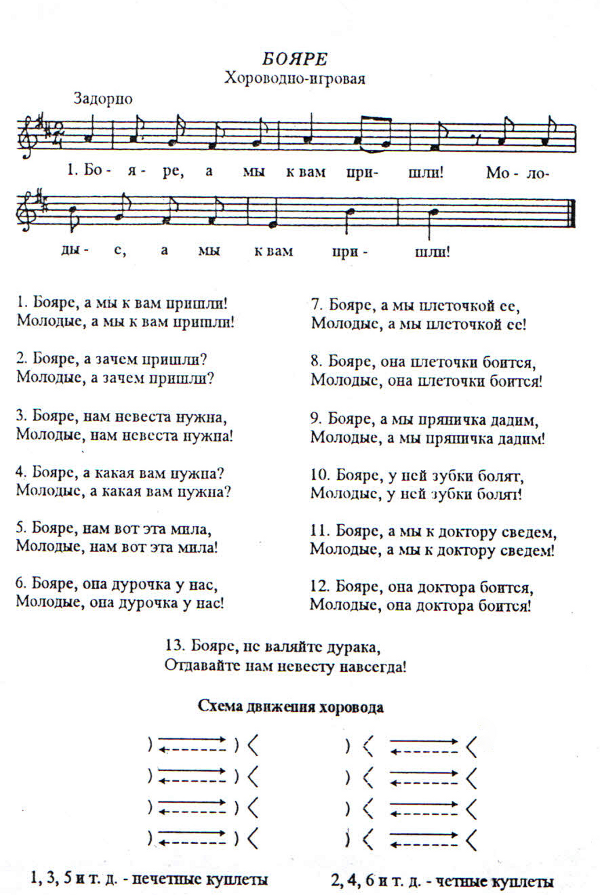 БОЯРЕ
Хороводно-игровая
Задорно
1. Бо - я - ре, а мы к вам при- шли! Мо - ло-
ды - е, а мы к вам при - шли!
1. Бояре, а мы к вам пришли!
Молодые, а мы к вам пришли!
2. Бояре, а зачем пришли?
Молодые, а зачем пришли?
3. Бояре, нам невеста нужна,
Молодые, нам невеста нужна!
4. Бояре, а какая вам нужна?
Молодые, а какая вам нужна?
5. Бояре, нам вот эта мила,
Молодые, нам вот эта мила!
6. Бояре, она дурочка у нас,
Молодые, она дурочка у нас!
7. Бояре, а мы плеточкой ее,
Молодые, а мы плеточкой ее!
8. Бояре, она плеточки боится,
Молодые, она плеточки боится!
9. Бояре, а мы пряничка дадим,
Молодые, а мы пряничка дадим!
10. Бояре, у ней зубки болят,
Молодые, у ней зубки болят!
11. Бояре, а мы к доктору сведем,
Молодые, а мы к доктору сведем!
12. Бояре, она доктора боится,
Молодые, она доктора боится!
13. Бояре, не валяйте дурака,
Отдавайте нам невесту навсегда!
Схема движения хоровода
1, 3, 5 и т. д. - нечетные куплеты
2, 4, 6 и т. д. - четные куплеты